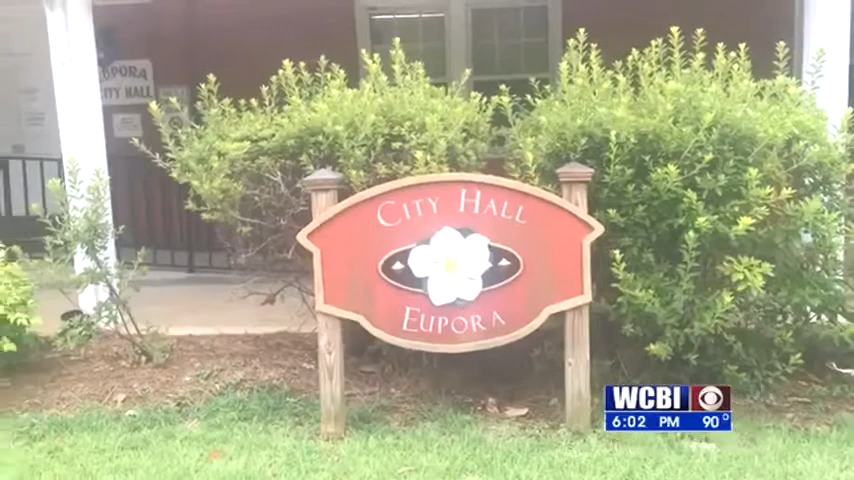 EUPORA
CITY HALL
CITY HALL
EUPORA
WCBI
6:02 PM 90°